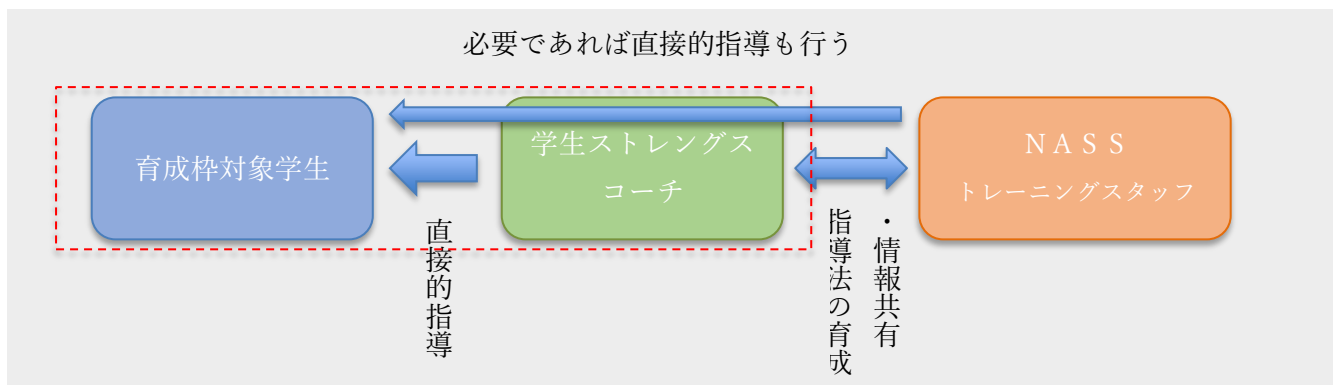 必要であれば直接的指導も行う
育成枠対象学生
学生ストレングス
コーチ
ＮＡＳＳ
トレーニングスタッフ
直接的指導
・情報共有
指導法の育成